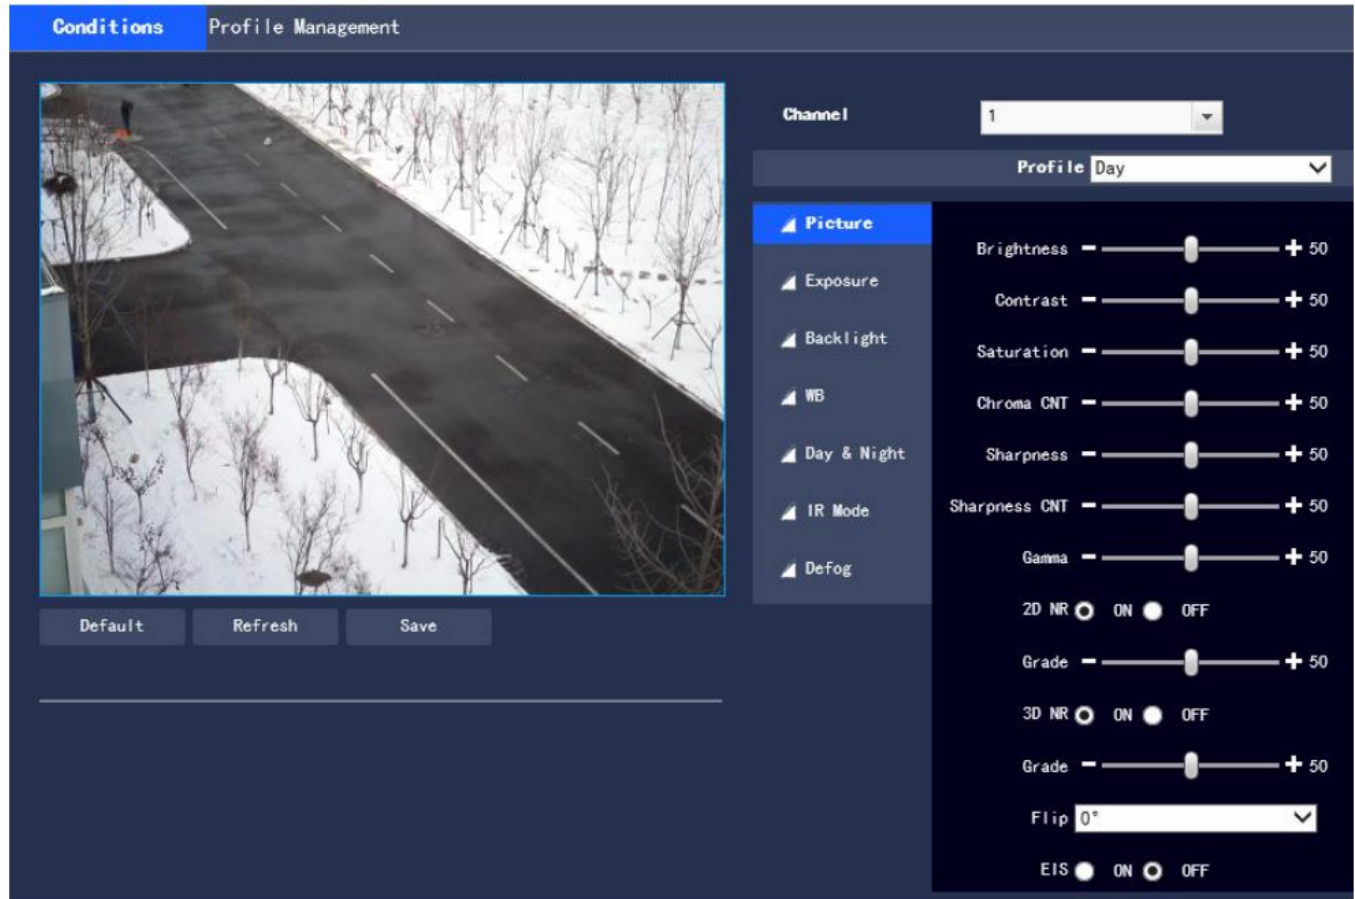 Conditions Profile Management
Channel 1
Profile Day
Picture
Exposure
Backlight
WB
Day & Night
IR Mode
Defog
Brightness 50
Contrast 50
Saturation 50
Chroma CNT 50
Sharpness 50
Sharpness CNT 50
Gamma 50
2D NR ON OFF
Grade 50
3D NR ON OFF
Grade 50
Flip 0°
EIS ON OFF
Default Refresh Save